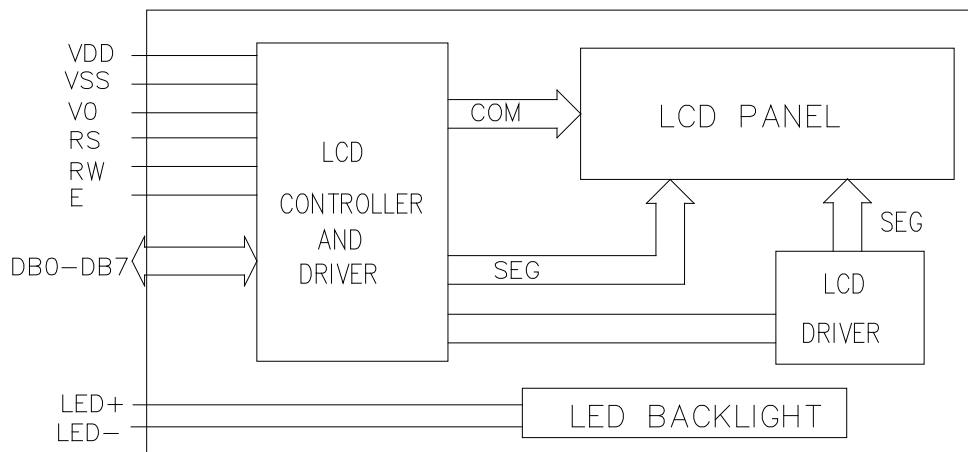 VDD
VSS
V0
RS
RW
E
DB0-DB7
LED+
LED-
LCD
CONTROLLER
AND
DRIVER
COM
SEG
LCD PANEL
SEG
LCD
DRIVER
LED BACKLIGHT